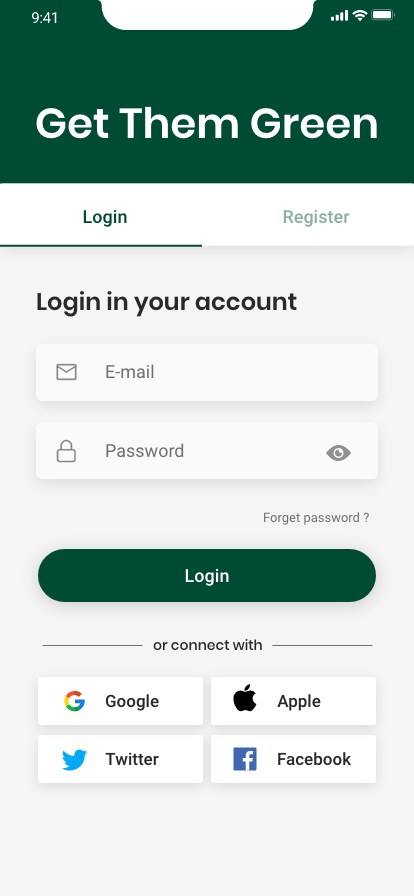 9:41
Get Them Green
Login Register
Login in your account
E-mail
Password
Forget password ?
Login
or connect with
Google Apple
Twitter Facebook